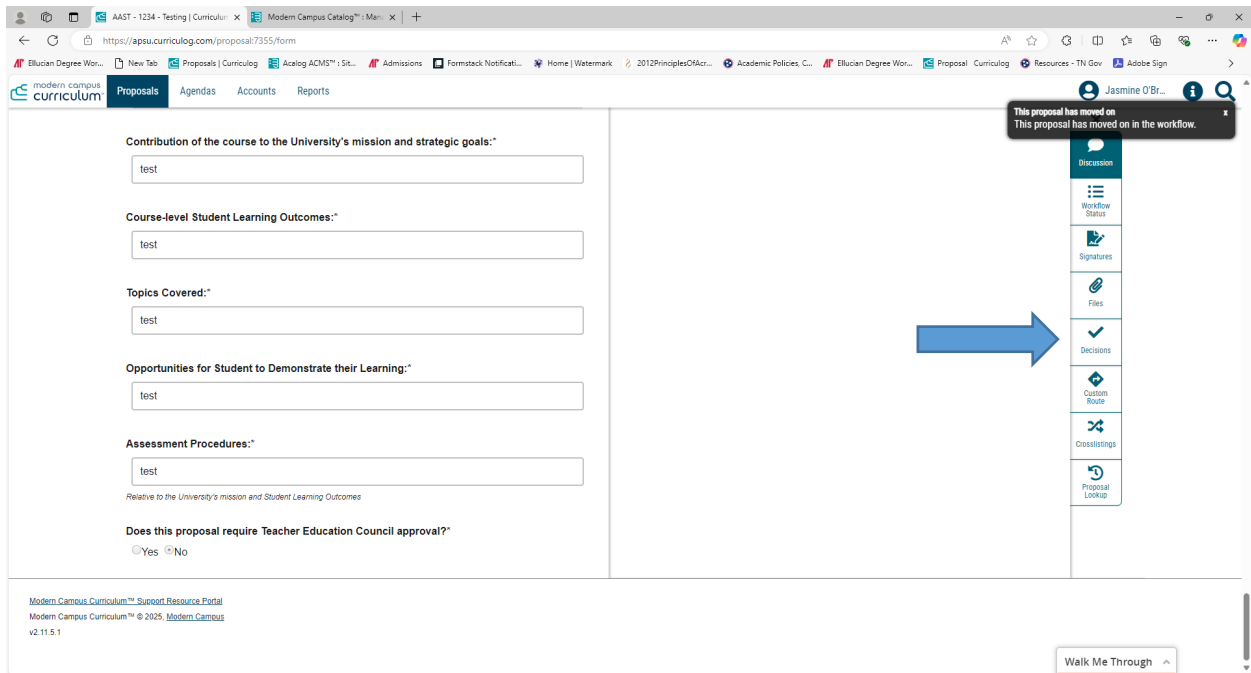 AAST - 1234 - Testing | Curriculun
Modern Campus Catalog™ : Mana
https://apsu.curriculog.com/proposal:7355/form
Ellucian Degree Wor...
New Tab
Proposals | Curriculog
Acalog ACMS™ : Sit...
Admissions
Formstack Notificati...
Home | Watermark
2012PrinciplesOfAcr...
Academic Policies, C...
Ellucian Degree Wor...
Proposal Curriculog
Resources - TN Gov
Adobe Sign
modern campus
CURRICULUM™
Proposals
Agendas
Accounts
Reports
Jasmine O'Br...
This proposal has moved on
x
This proposal has moved on in the workflow.
Contribution of the course to the University's mission and strategic goals:*
test
Course-level Student Learning Outcomes:*
test
Topics Covered:*
test
Opportunities for Student to Demonstrate their Learning:*
test
Assessment Procedures:*
test
Relative to the University's mission and Student Learning Outcomes
Does this proposal require Teacher Education Council approval?*
Yes No
Discussion
Workflow
Status
Signatures
Files
Decisions
Custom
Route
Crosslistings
Proposal
Lookup
Modern Campus Curriculum™ Support Resource Portal
Modern Campus Curriculum™ © 2025, Modern Campus
v2.11.5.1
Walk Me Through